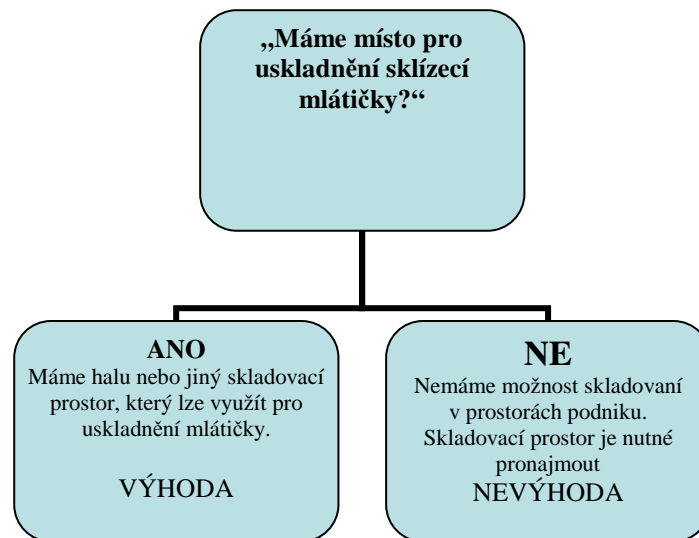 „Máme místo pro
uskladnění sklízecí
mlátičky?“
ANO
Máme halu nebo jiný skladovací
prostor, který lze využít pro
uskladnění mlátičky.
VÝHODA
NE
Nemáme možnost skladovaní
v prostorách podniku.
Skladovací prostor je nutné
pronajmout
NEVÝHODA